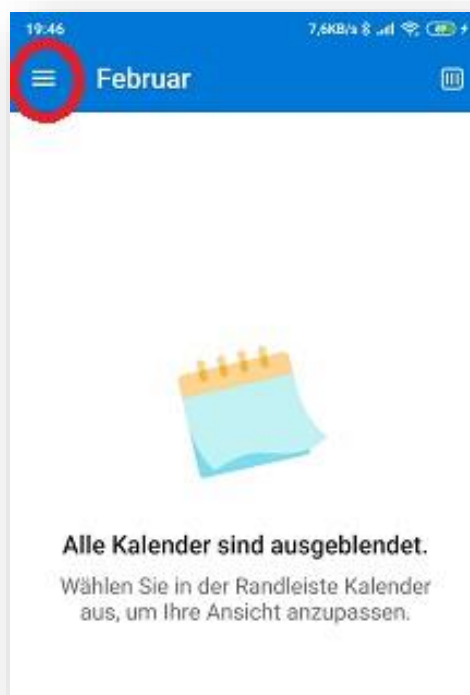 19:46 7,6KB/s
Februar
Alle Kalender sind ausgeblendet.
Wählen Sie in der Randleiste Kalender
aus, um Ihre Ansicht anzupassen.